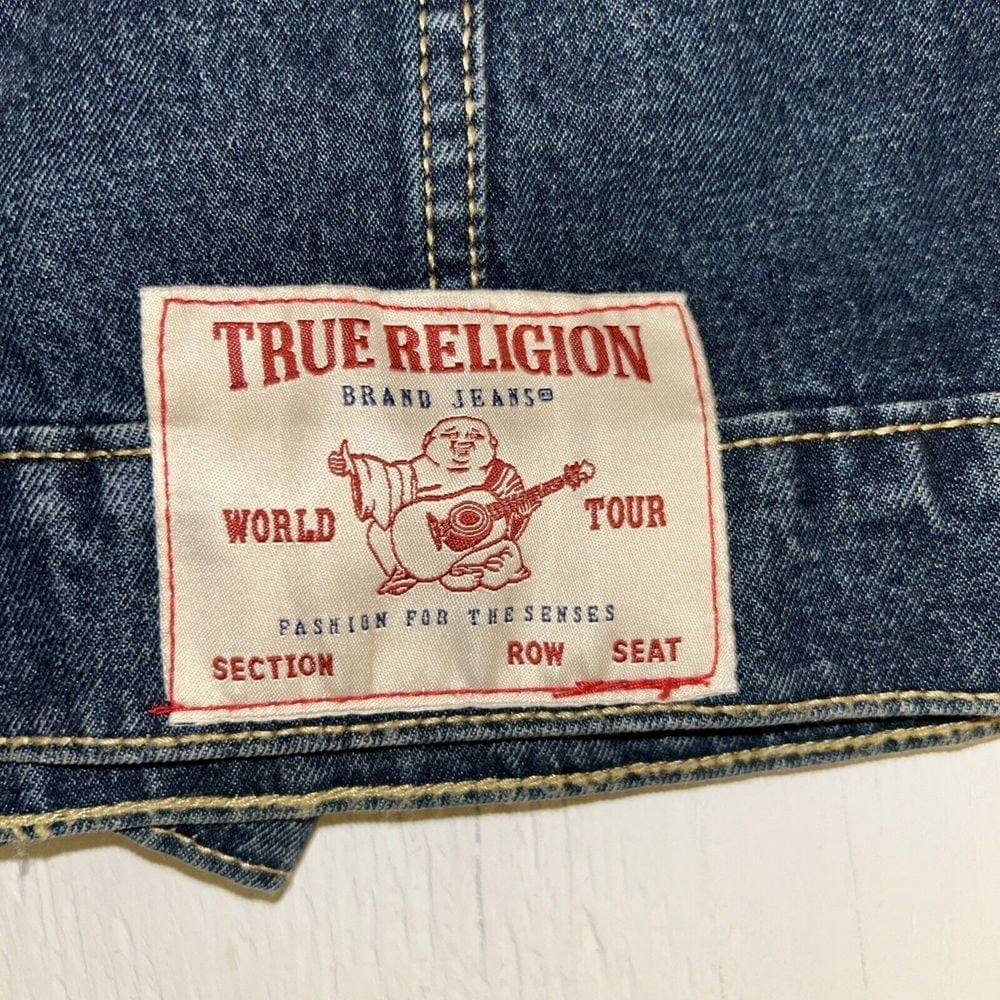 TRUE RELIGION
BRAND JEANS®
WORLD TOUR
FASHION FOR THE SENSES
SECTION ROW SEAT